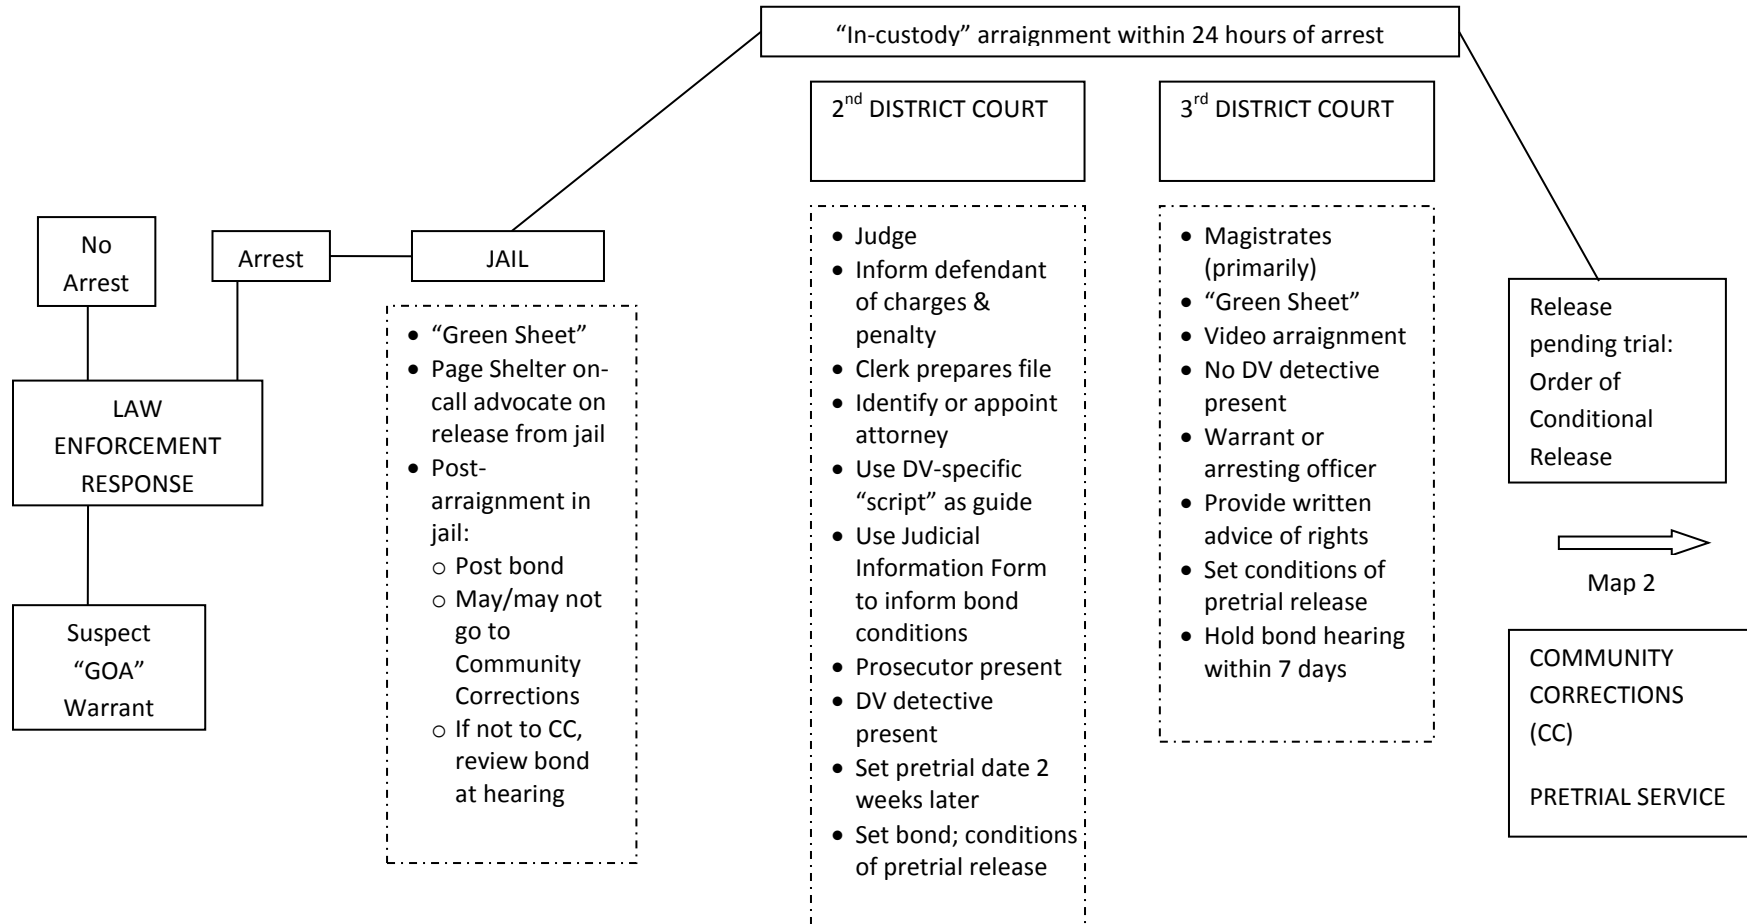 “In-custody” arraignment within 24 hours of arrest
2nd DISTRICT COURT
3rd DISTRICT COURT
No
Arrest
Arrest
JAIL
LAW
ENFORCEMENT
RESPONSE
Suspect
“GOA”
Warrant
• “Green Sheet”
• Page Shelter on-
call advocate on
release from jail
• Post-
arraignment in
jail:
o Post bond
o May/may not
go to
Community
Corrections
o If not to CC,
review bond
at hearing
• Judge
• Inform defendant
of charges &
penalty
• Clerk prepares file
• Identify or appoint
attorney
• Use DV-specific
“script” as guide
• Use Judicial
Information Form
to inform bond
conditions
• Prosecutor present
• DV detective
present
• Set pretrial date 2
weeks later
• Set bond; conditions
of pretrial release
• Magistrates
(primarily)
• “Green Sheet”
• Video arraignment
• No DV detective
present
• Warrant or
arresting officer
• Provide written
advice of rights
• Set conditions of
pretrial release
• Hold bond hearing
within 7 days
Release
pending trial:
Order of
Conditional
Release
Map 2
COMMUNITY
CORRECTIONS
(CC)
PRETRIAL SERVICE